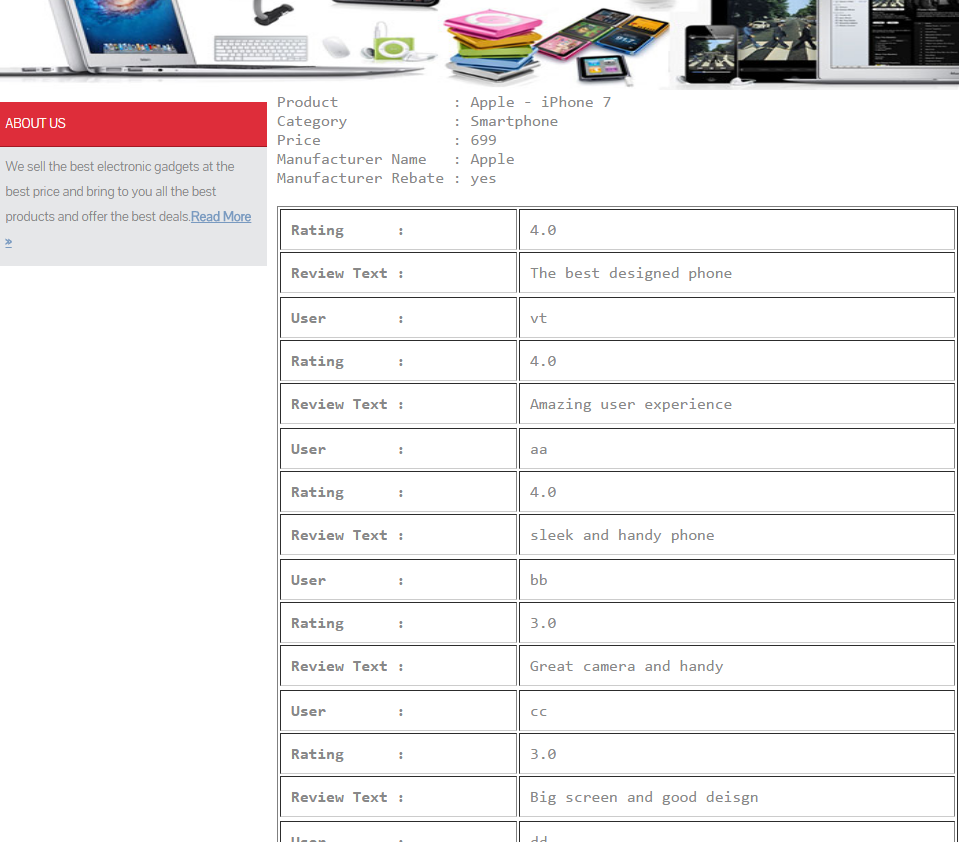 ABOUT US
We sell the best electronic gadgets at the
best price and bring to you all the best
products and offer the best deals.Read More
»
Product : Apple - iPhone 7
Category : Smartphone
Price : 699
Manufacturer Name : Apple
Manufacturer Rebate : yes
Rating : 4.0
Review Text : The best designed phone
User : vt
Rating : 4.0
Review Text : Amazing user experience
User : aa
Rating : 4.0
Review Text : sleek and handy phone
User : bb
Rating : 3.0
Review Text : Great camera and handy
User : cc
Rating : 3.0
Review Text : Big screen and good deisgn
User : dd